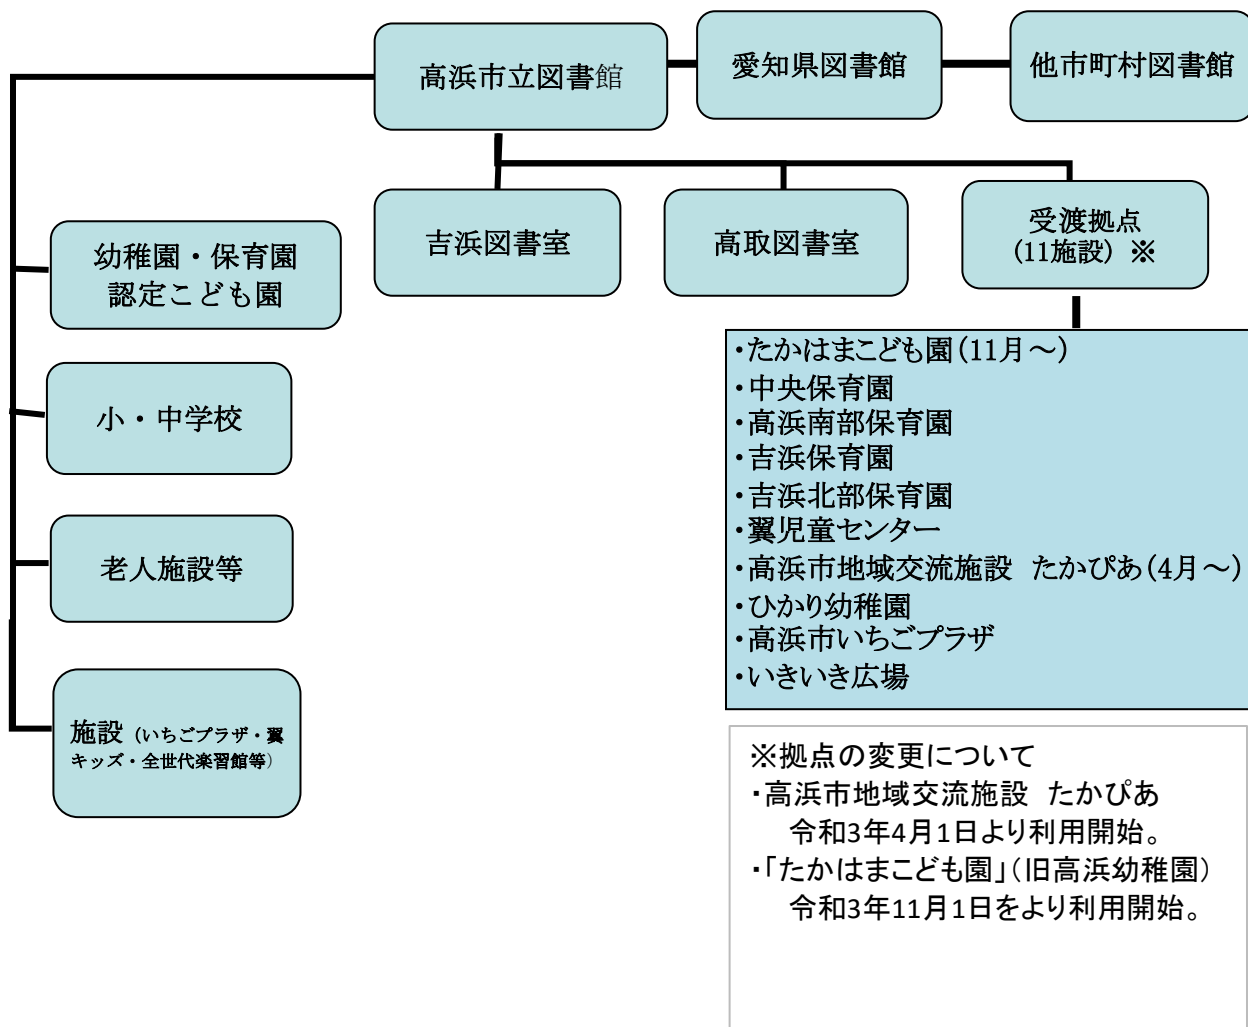 高浜市立図書館
愛知県図書館
他市町村図書館
吉浜図書室
高取図書室
受渡拠点
(11施設) ※
幼稚園・保育園
認定こども園
小・中学校
老人施設等
施設（いちごプラザ・翼
キッズ・全世代楽習館等）
・たかはまこども園(11月～)
・中央保育園
・高浜南部保育園
・吉浜保育園
・吉浜北部保育園
・翼児童センター
・高浜市地域交流施設　たかぴあ(4月～)
・ひかり幼稚園
・高浜市いちごプラザ
・いきいき広場
※拠点の変更について
・高浜市地域交流施設　たかぴあ
令和3年4月1日より利用開始。
・「たかはまこども園」（旧高浜幼稚園）
令和3年11月1日をより利用開始。